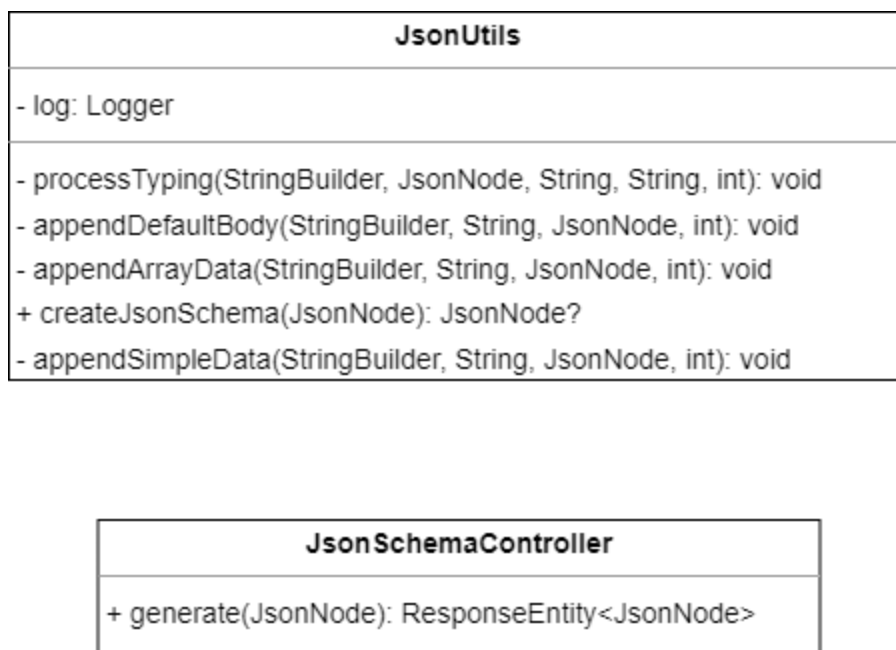 JsonUtils
- log: Logger
- processTyping(StringBuilder, JsonNode, String, String, int): void
- appendDefaultBody(StringBuilder, String, JsonNode, int): void
- appendArrayData(StringBuilder, String, JsonNode, int): void
+ createJsonSchema(JsonNode): JsonNode?
- appendSimpleData(StringBuilder, String, JsonNode, int): void
JsonSchemaController
+ generate(JsonNode): ResponseEntity<JsonNode>